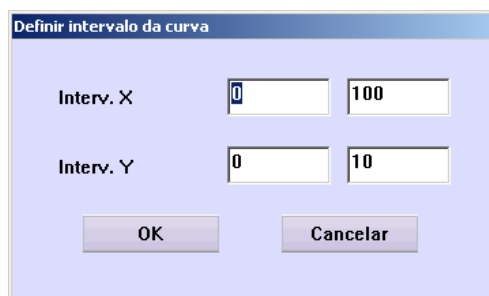 Definir intervalo da curva
Interv. X 0 100
Interv. Y 0 10
OK Cancelar